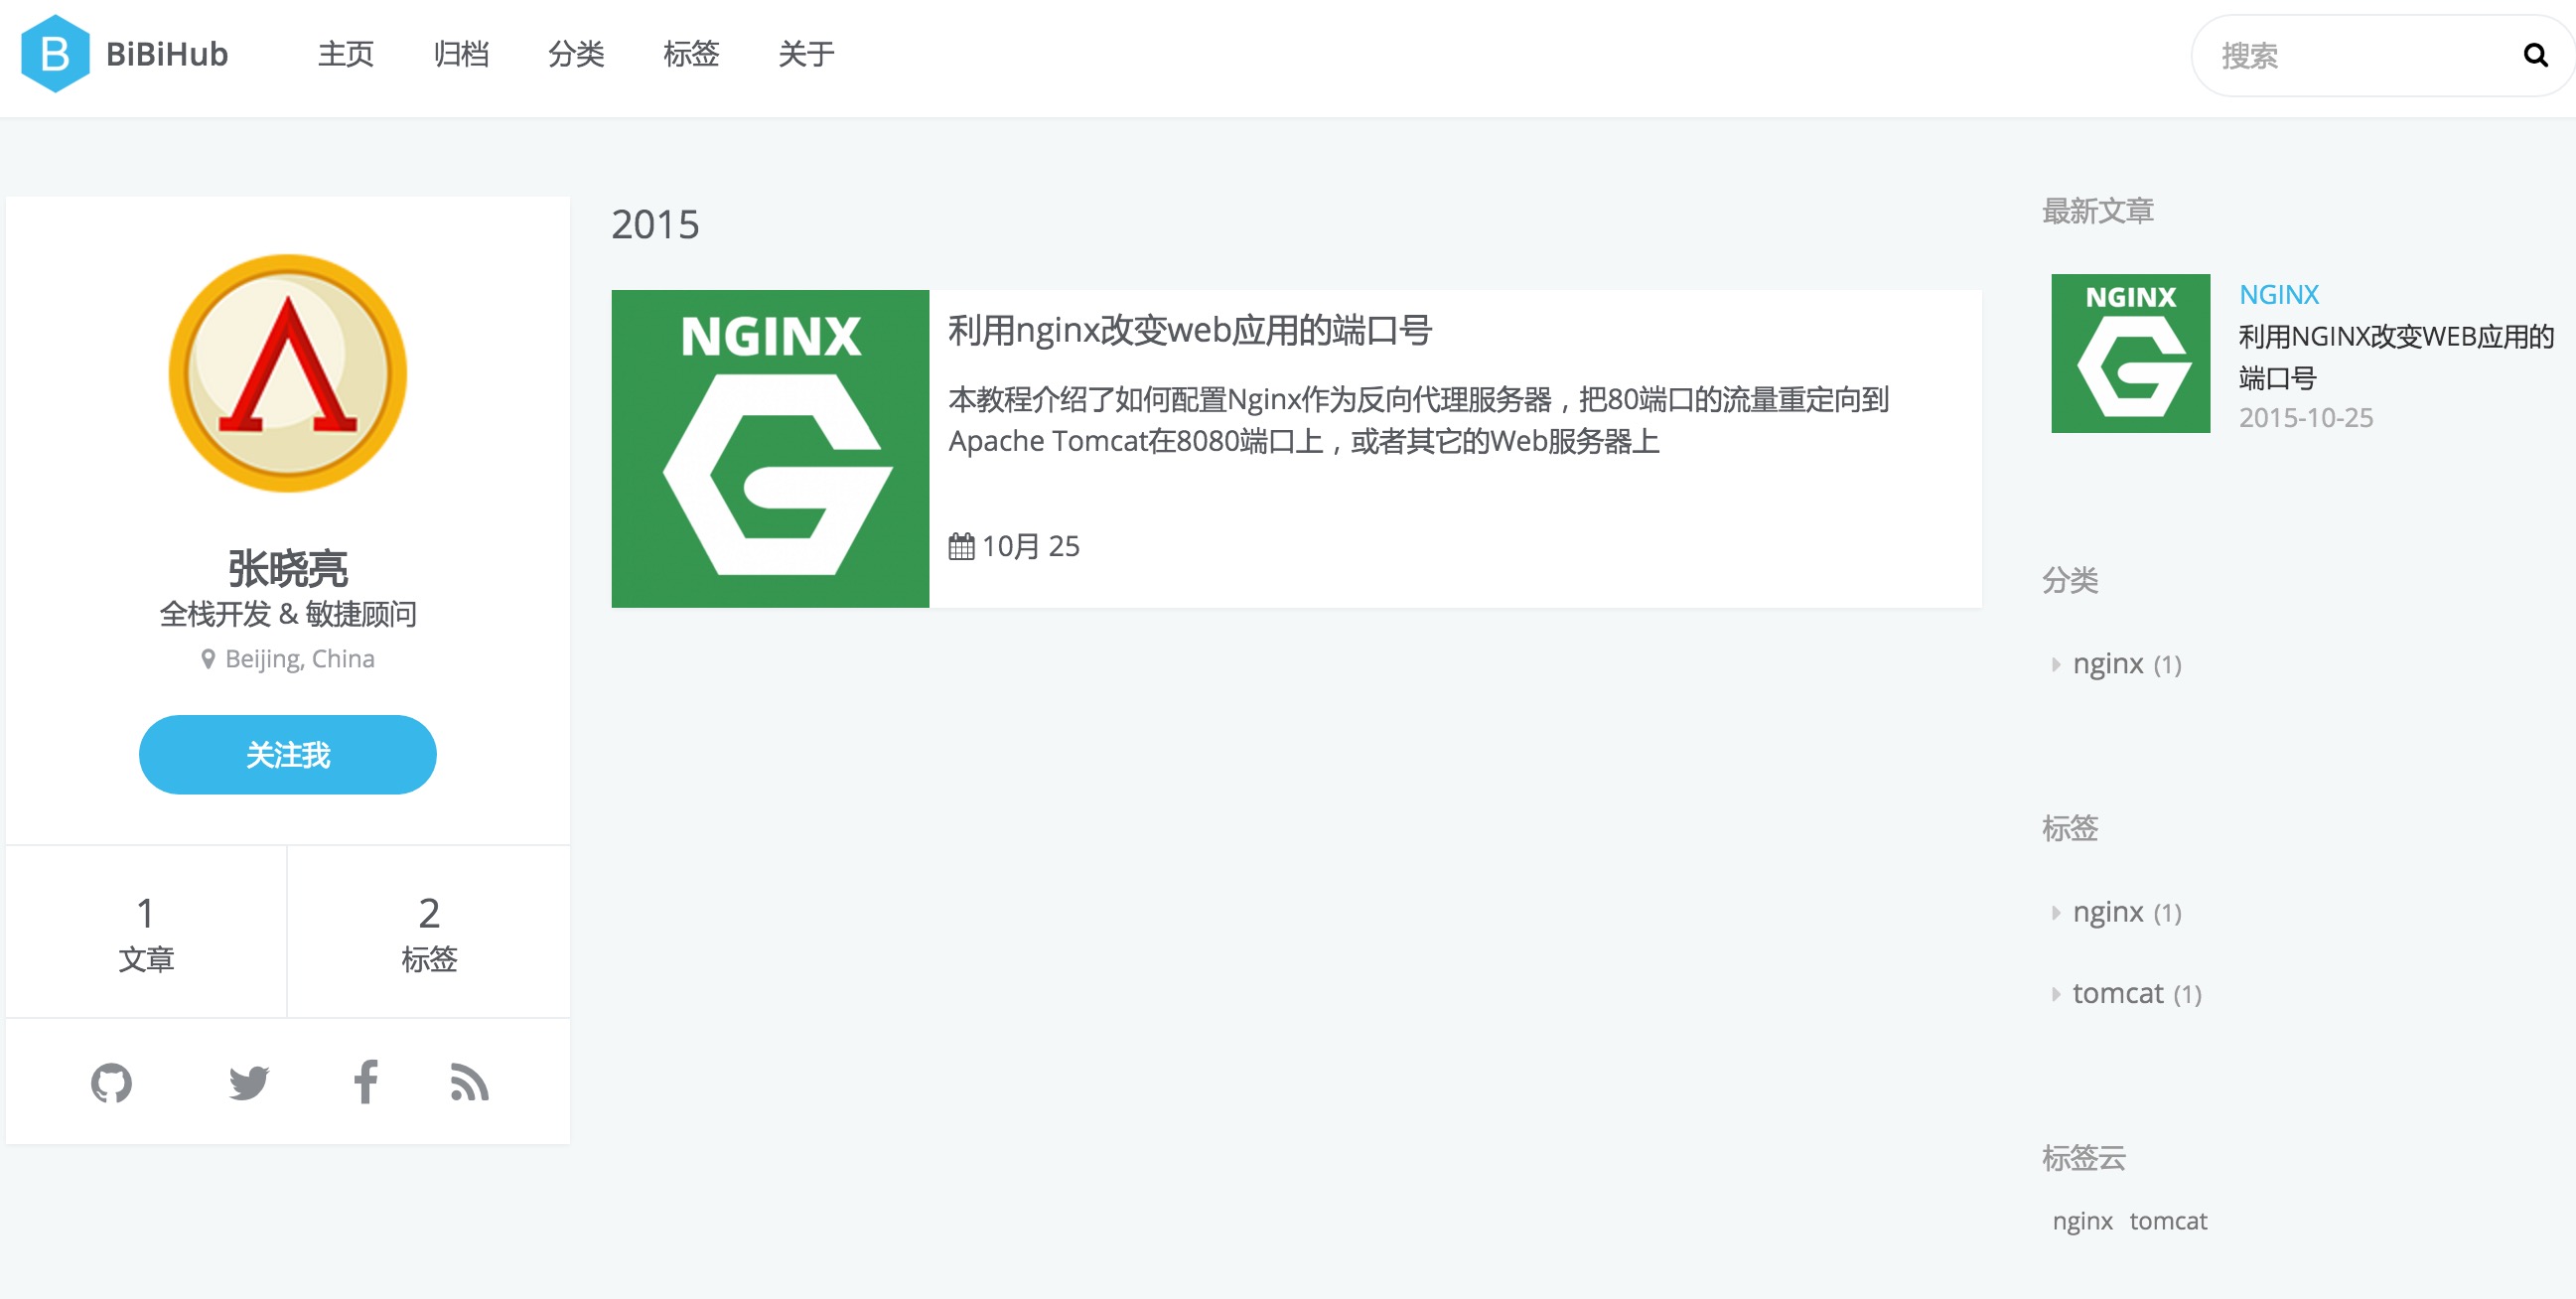 B BiBiHub 主页 归档 分类 标签 关于 搜索
张晓亮
全栈开发 & 敏捷顾问
Beijing, China
关注我
1
文章
2
标签
2015
NGINX
利用nginx改变web应用的端口号
本教程介绍了如何配置Nginx作为反向代理服务器，把80端口的流量重定向到
Apache Tomcat在8080端口上，或者其它的Web服务器上
10月 25
最新文章
NGINX
NGINX
利用NGINX改变WEB应用的
端口号
2015-10-25
分类
nginx (1)
标签
nginx (1)
tomcat (1)
标签云
nginx tomcat